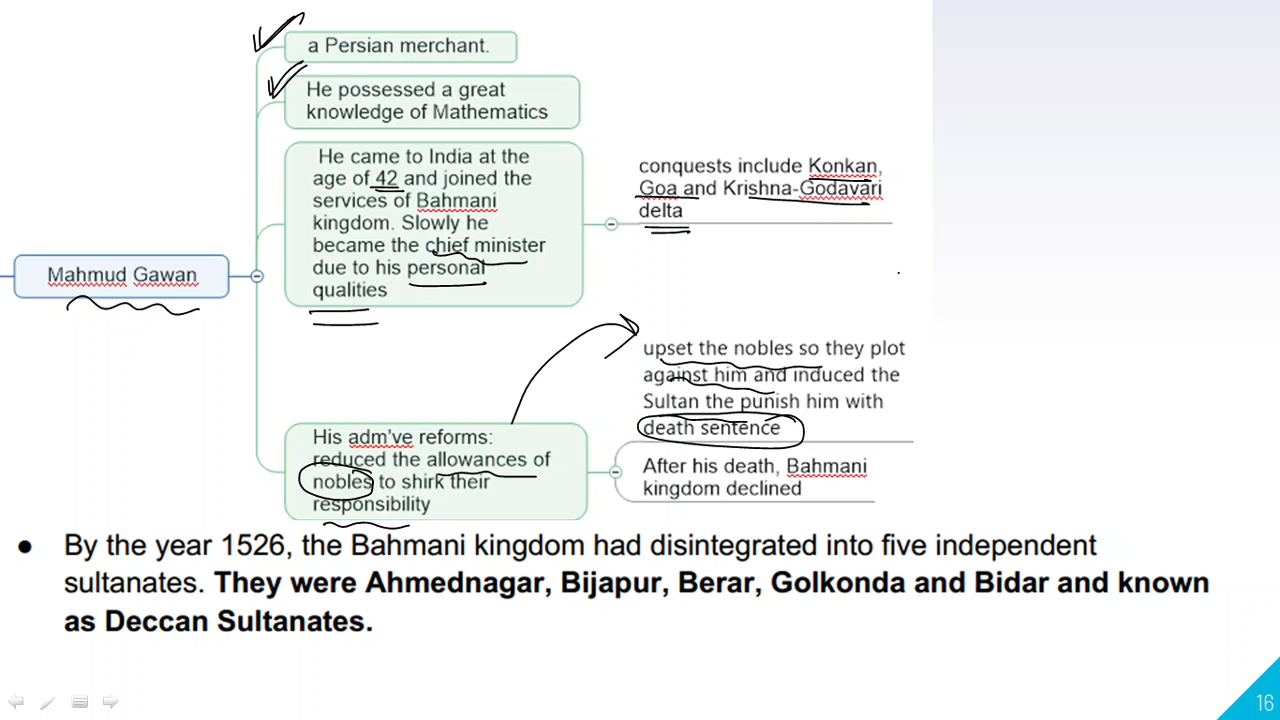 a Persian merchant.
He possessed a great
knowledge of Mathematics
He came to India at the
age of 42 and joined the
services of Bahmani
kingdom. Slowly he
became the chief minister
due to his personal
qualities
conquests include Konkan,
Goa and Krishna-Godavari
delta
Mahmud Gawan
His adm've reforms:
reduced the allowances of
nobles to shirk their
responsibility
upset the nobles so they plot
against him and induced the
Sultan the punish him with
death sentence
After his death, Bahmani
kingdom declined
● By the year 1526, the Bahmani kingdom had disintegrated into five independent
sultanates. They were Ahmednagar, Bijapur, Berar, Golkonda and Bidar and known
as Deccan Sultanates.
16